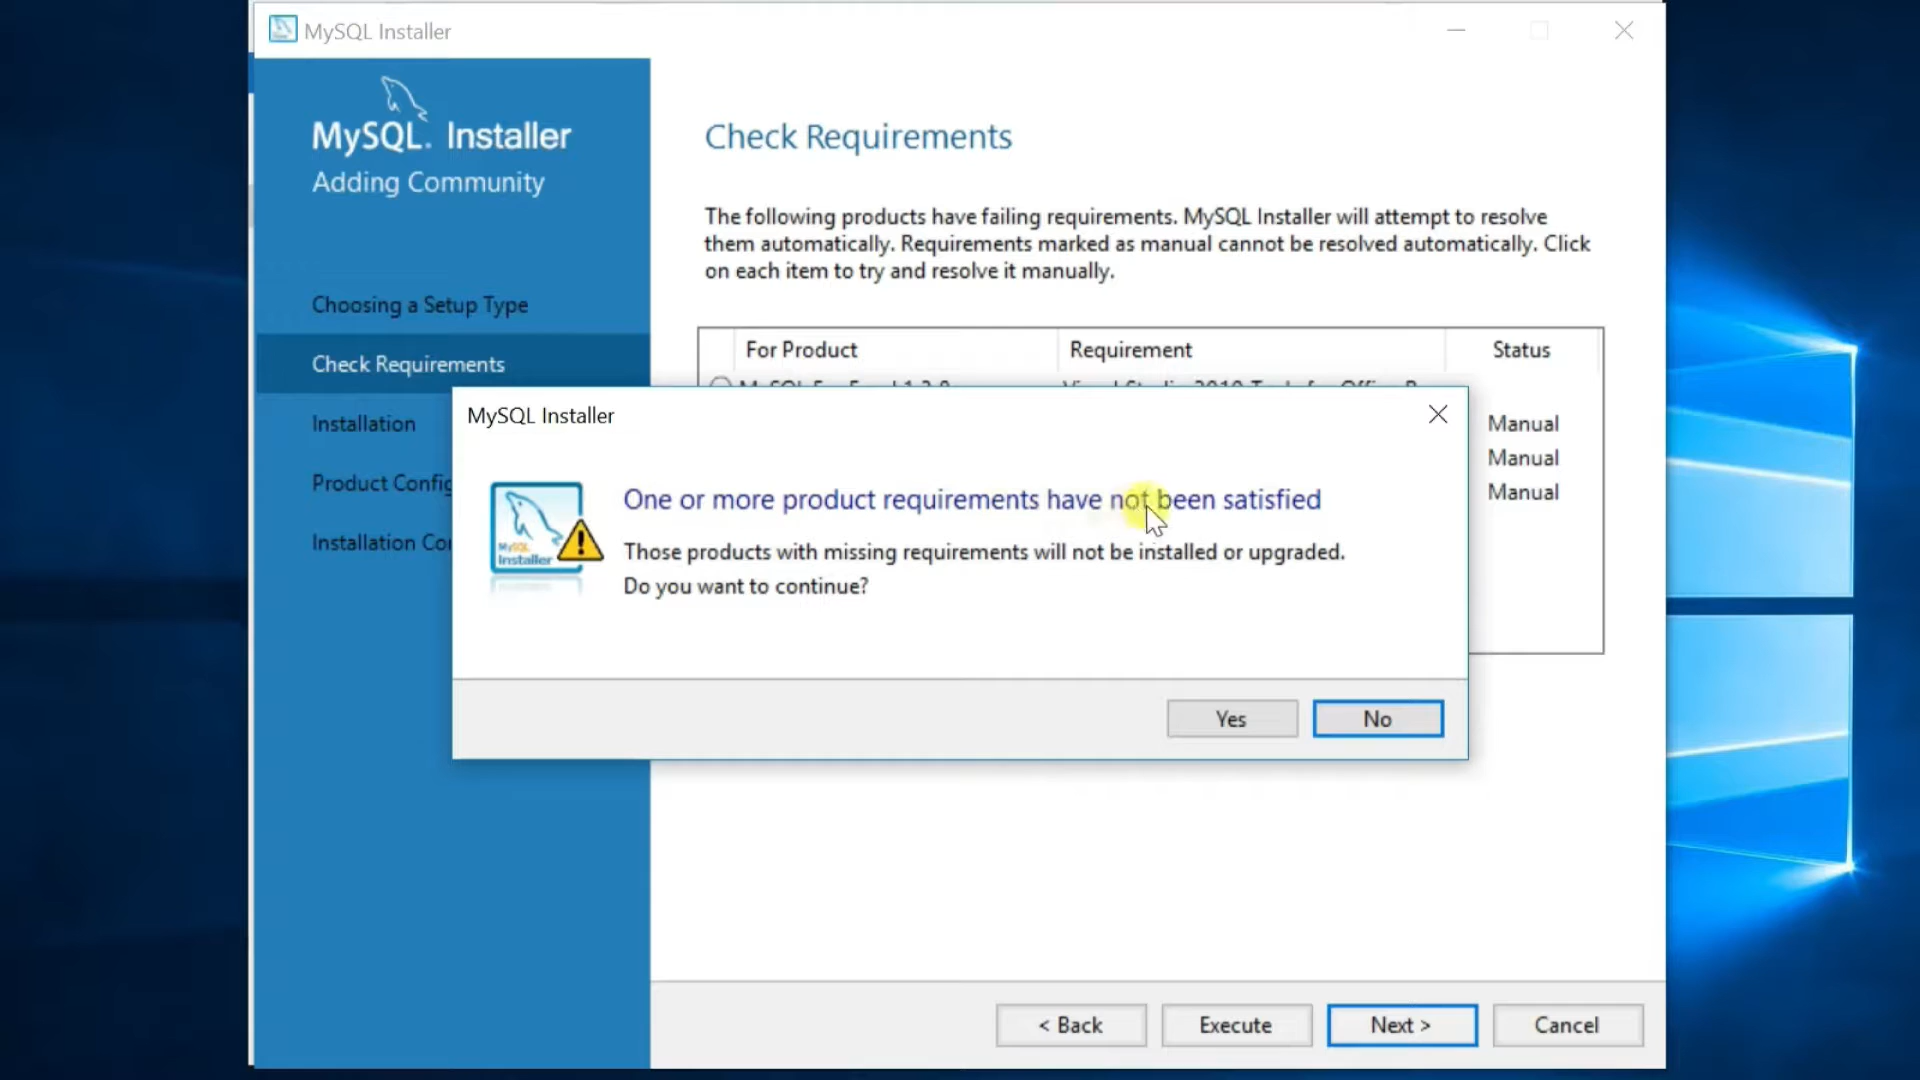 MySQL Installer
MySQL. Installer
Adding Community
Choosing a Setup Type
Check Requirements
Installation
Product Config
Installation Co
Check Requirements
The following products have failing requirements. MySQL Installer will attempt to resolve
them automatically. Requirements marked as manual cannot be resolved automatically. Click
on each item to try and resolve it manually.
For Product Requirement Status
Manual
Manual
Manual
MySQL Installer
MySQL
Installer
One or more product requirements have not been satisfied
Those products with missing requirements will not be installed or upgraded.
Do you want to continue?
Yes No
< Back Execute Next > Cancel